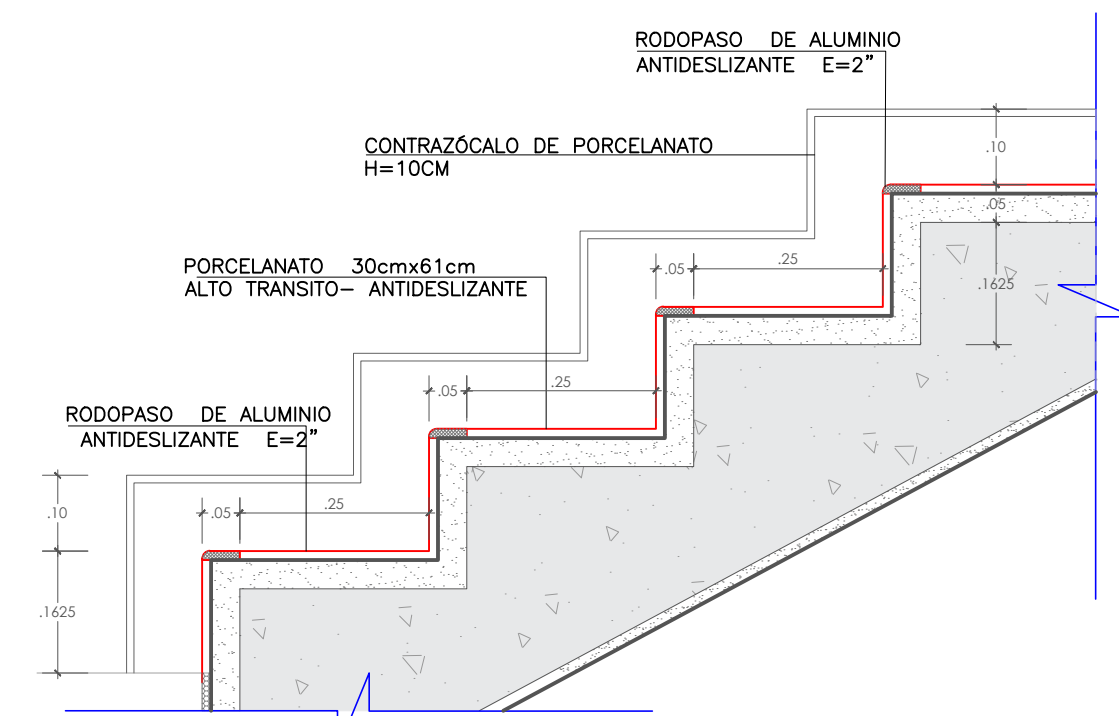 RODOPASO DE ALUMINIO
ANTIDESLIZANTE E=2”
CONTRAZÓCALO DE PORCELANATO
H=10CM
.10
.05
.05
.25
PORCELANATO 30cmx61cm
ALTO TRANSITO- ANTIDESLIZANTE
.1625
.05
.25
RODOPASO DE ALUMINIO
ANTIDESLIZANTE E=2”
.10
.05
.25
.1625